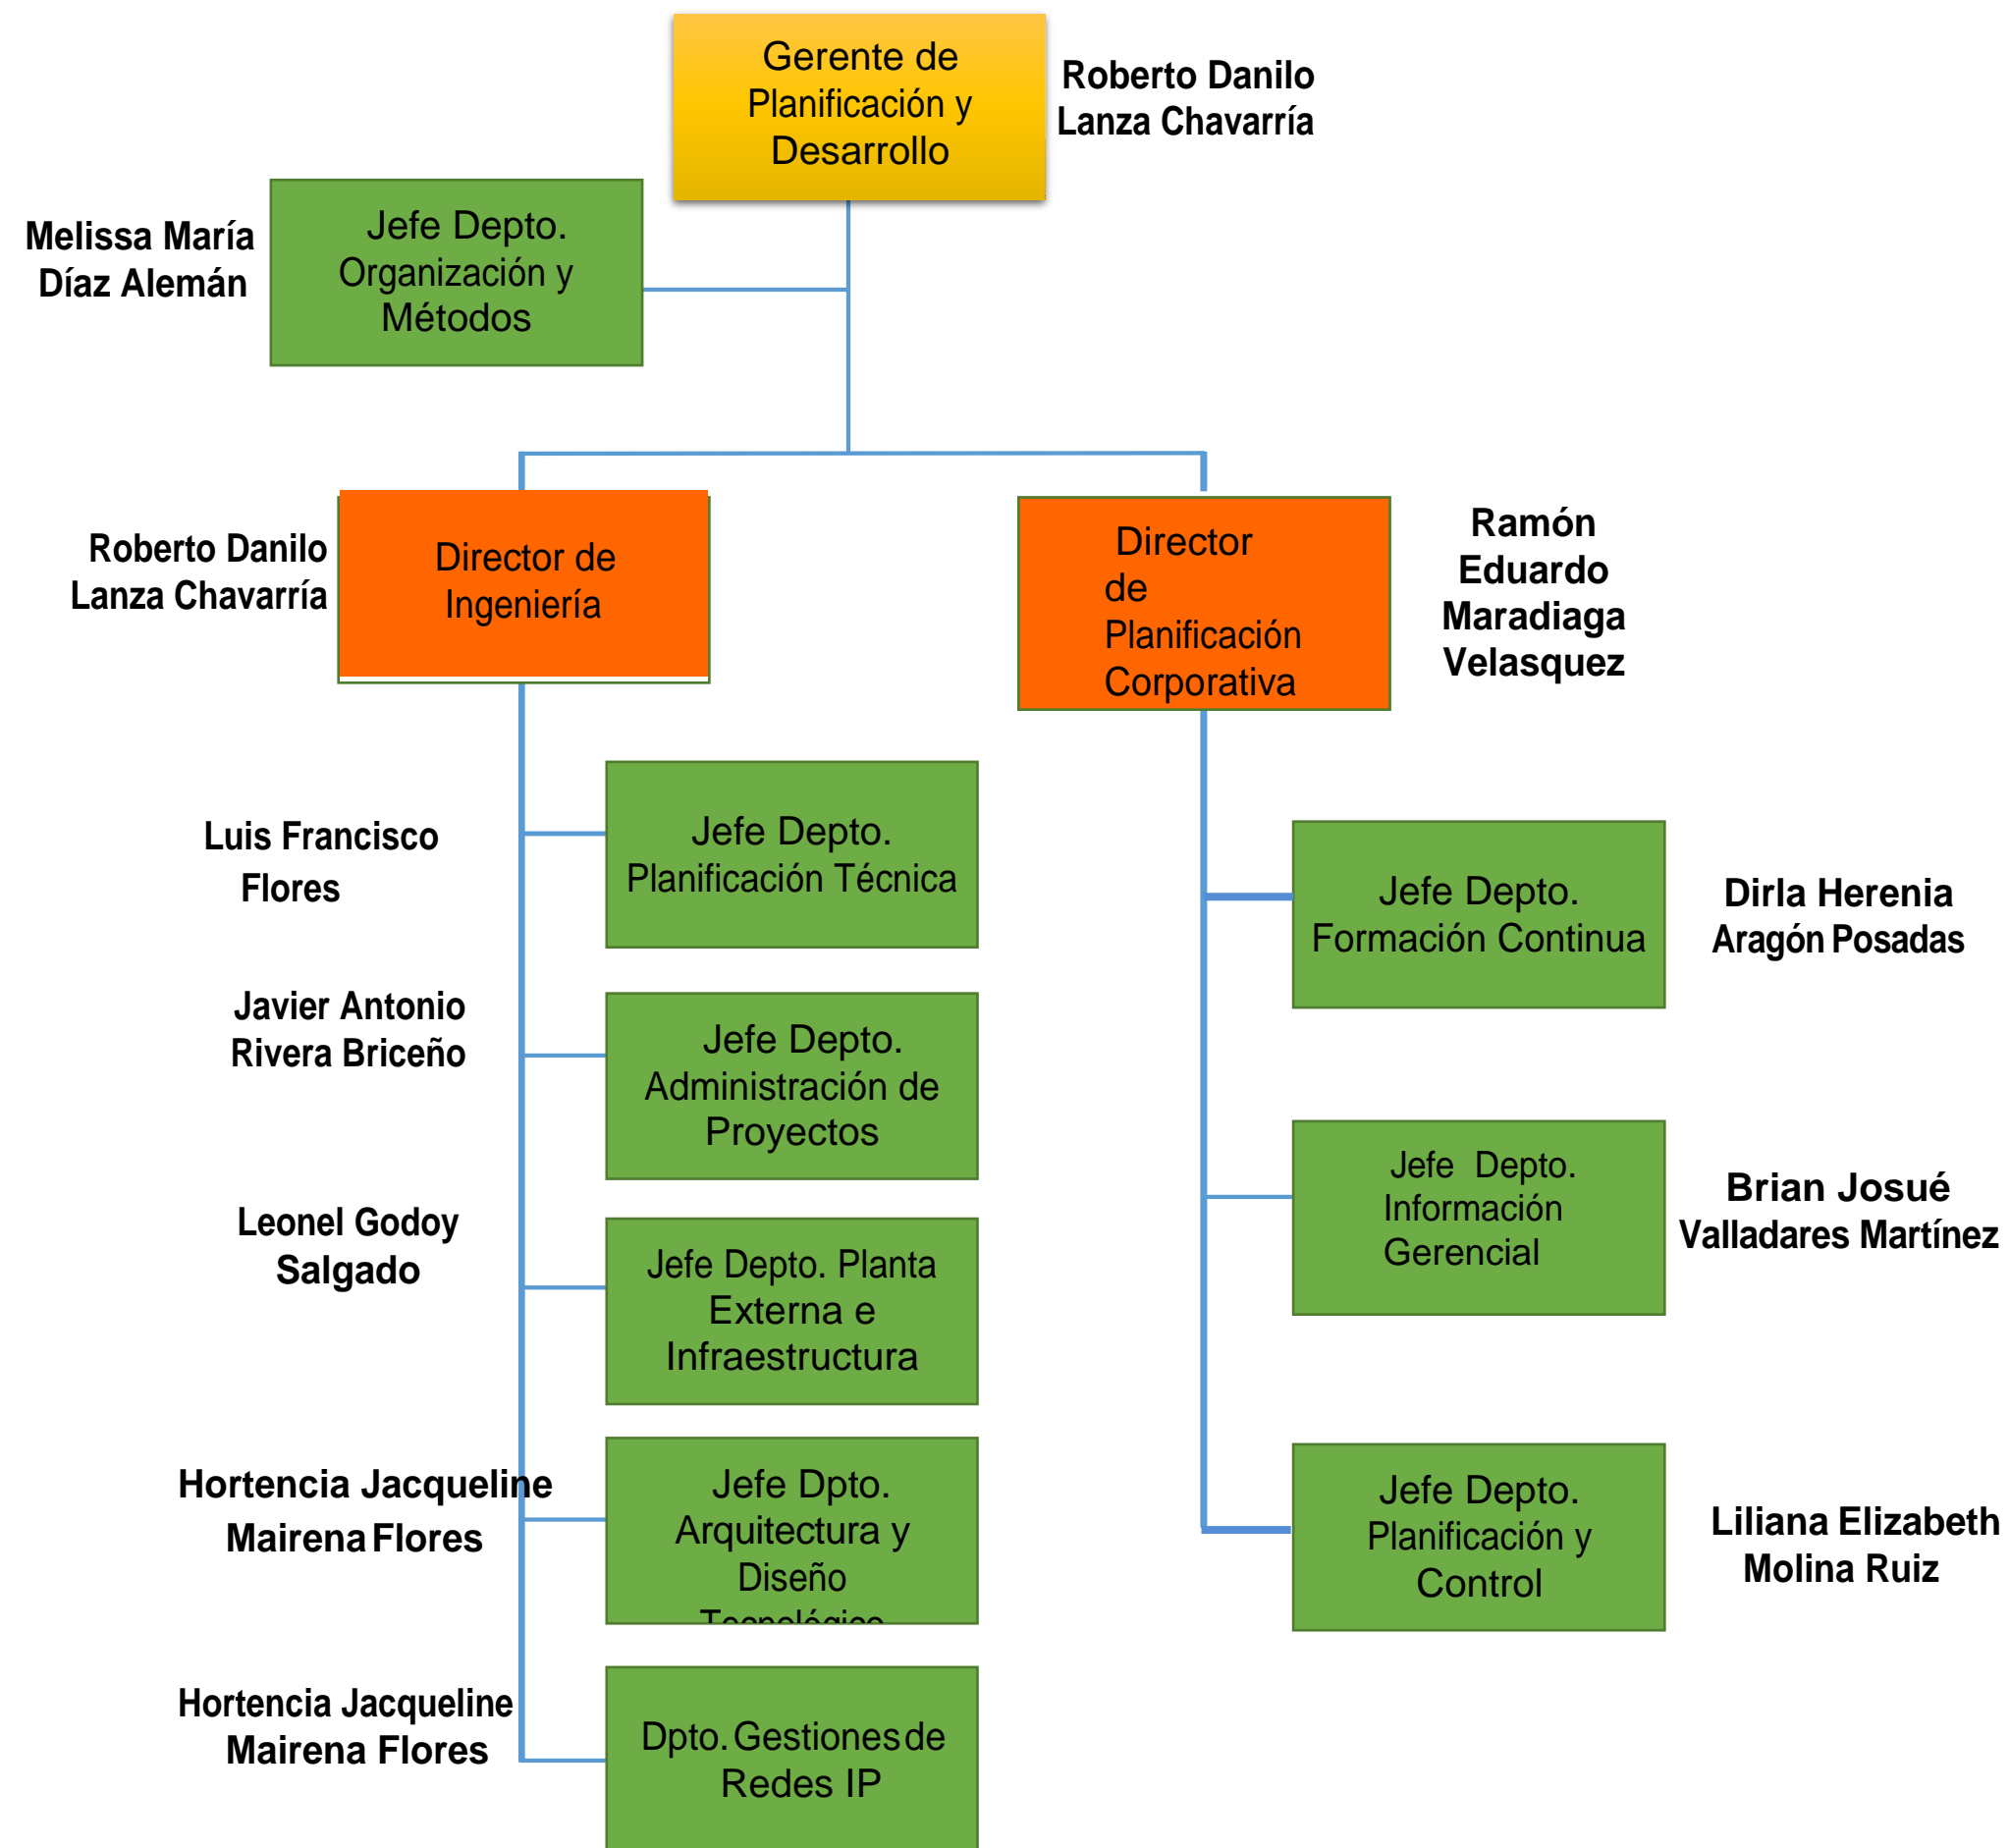 Gerente de
Planificación y
Desarrollo
Roberto Danilo
Lanza Chavarría
Melissa María
Díaz Alemán
Jefe Depto.
Organización y
Métodos
Roberto Danilo
Lanza Chavarría
Director de
Ingeniería
Director
de
Planificación
Corporativa
Ramón
Eduardo
Maradiaga
Velasquez
Luis Francisco
Flores
Jefe Depto.
Planificación Técnica
Jefe Depto.
Formación Continua
Dirla Herenia
Aragón Posadas
Javier Antonio
Rivera Briceño
Jefe Depto.
Administración de
Proyectos
Jefe Depto.
Información
Gerencial
Brian Josué
Valladares Martínez
Leonel Godoy
Salgado
Jefe Depto. Planta
Externa e
Infraestructura
Hortencia Jacqueline
Mairena Flores
Jefe Dpto.
Arquitectura y
Diseño
Tecnológico
Jefe Depto.
Planificación y
Control
Liliana Elizabeth
Molina Ruiz
Hortencia Jacqueline
Mairena Flores
Dpto. Gestiones de
Redes IP